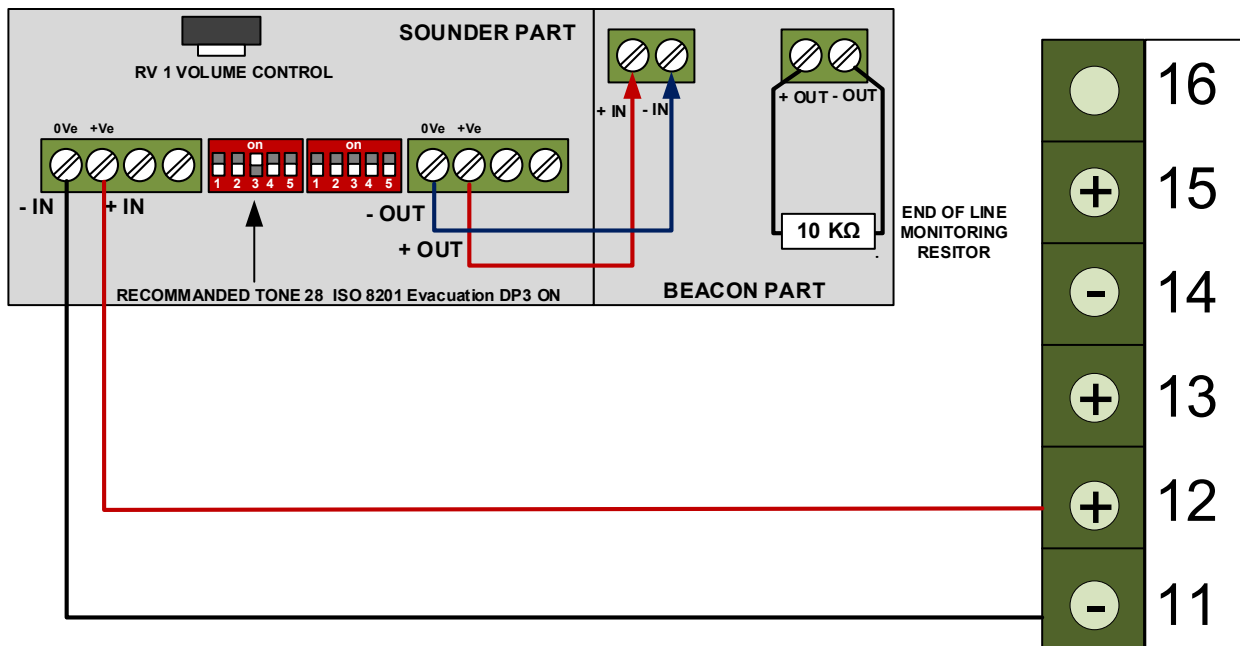 SOUNDER PART
RV 1 VOLUME CONTROL
0Ve +Ve
on
1 2 3 4 5
on
1 2 3 4 5
0Ve +Ve
- IN
+ IN
- OUT
+ OUT
RECOMMANDED TONE 28 ISO 8201 Evacuation DP3 ON
+ IN - IN
+ OUT - OUT
10 KΩ
.
BEACON PART
END OF LINE
MONITORING
RESITOR
16
+ 15
- 14
+ 13
+ 12
- 11